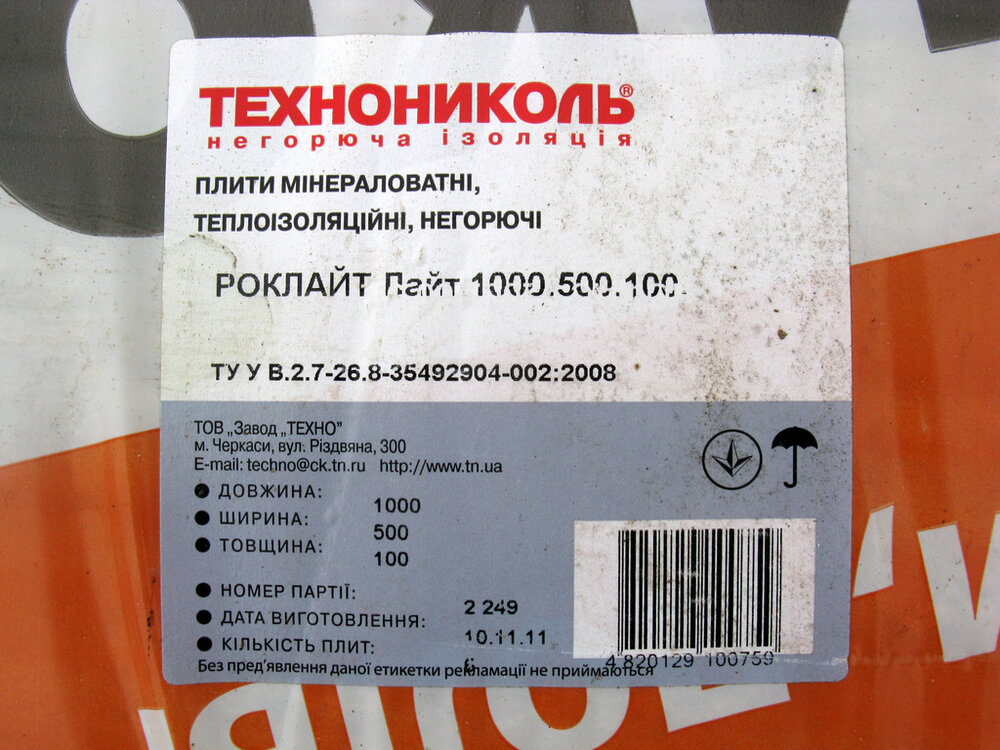 ТЕХНОНИКОЛЬ®
негорюча ізоляція
ПЛИТИ МІНЕРАЛОВАТНІ,
ТЕПЛОІЗОЛЯЦІЙНІ, НЕГОРЮЧІ
РОКЛАЙТ Лайт 1000.500.100
ТУ У В.2.7-26.8-35492904-002:2008
ТОВ „Завод „ТЕХНО”
м. Черкаси, вул. Різдвяна, 300
E-mail: techno@ck.tn.ru http://www.tn.ua
ДОВЖИНА: 1000
ШИРИНА: 500
ТОВЩИНА: 100
НОМЕР ПАРТІЇ: 2 249
ДАТА ВИГОТОВЛЕННЯ: 10.11.11
КІЛЬКІСТЬ ПЛИТ:
Без пред'явлення даної етикетки рекламації не приймаються
4 820129 100759